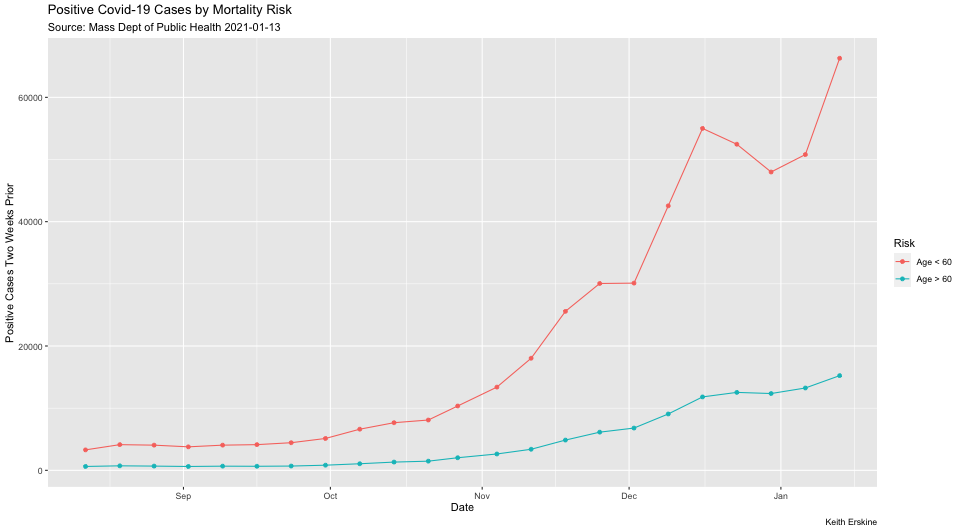 Positive Covid-19 Cases by Mortality Risk
Source: Mass Dept of Public Health 2021-01-13
Positive Cases Two Weeks Prior
60000
40000
20000
0
Sep
Oct
Nov
Dec
Jan
Date
Risk
Age < 60
Age > 60
Keith Erskine